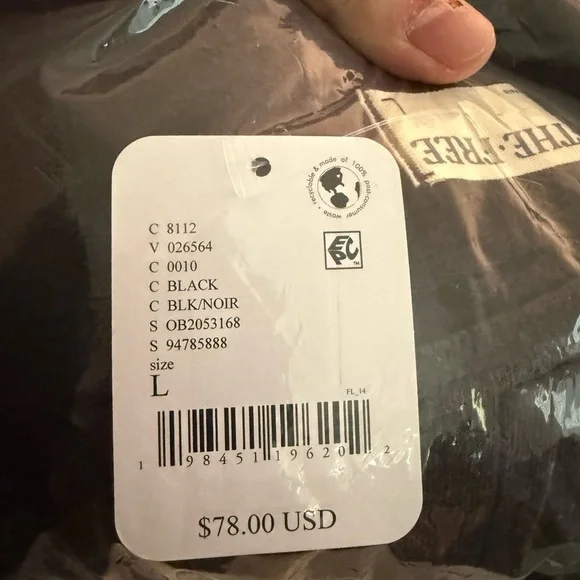 THE·FREE
recyclable & made of 100% post-consumer waste
EcPc™
C 8112
V 026564
C 0010
C BLACK
C BLK/NOIR
S OB2053168
S 94785888
size
L
FL_14
1 98451 19620 2
$78.00 USD